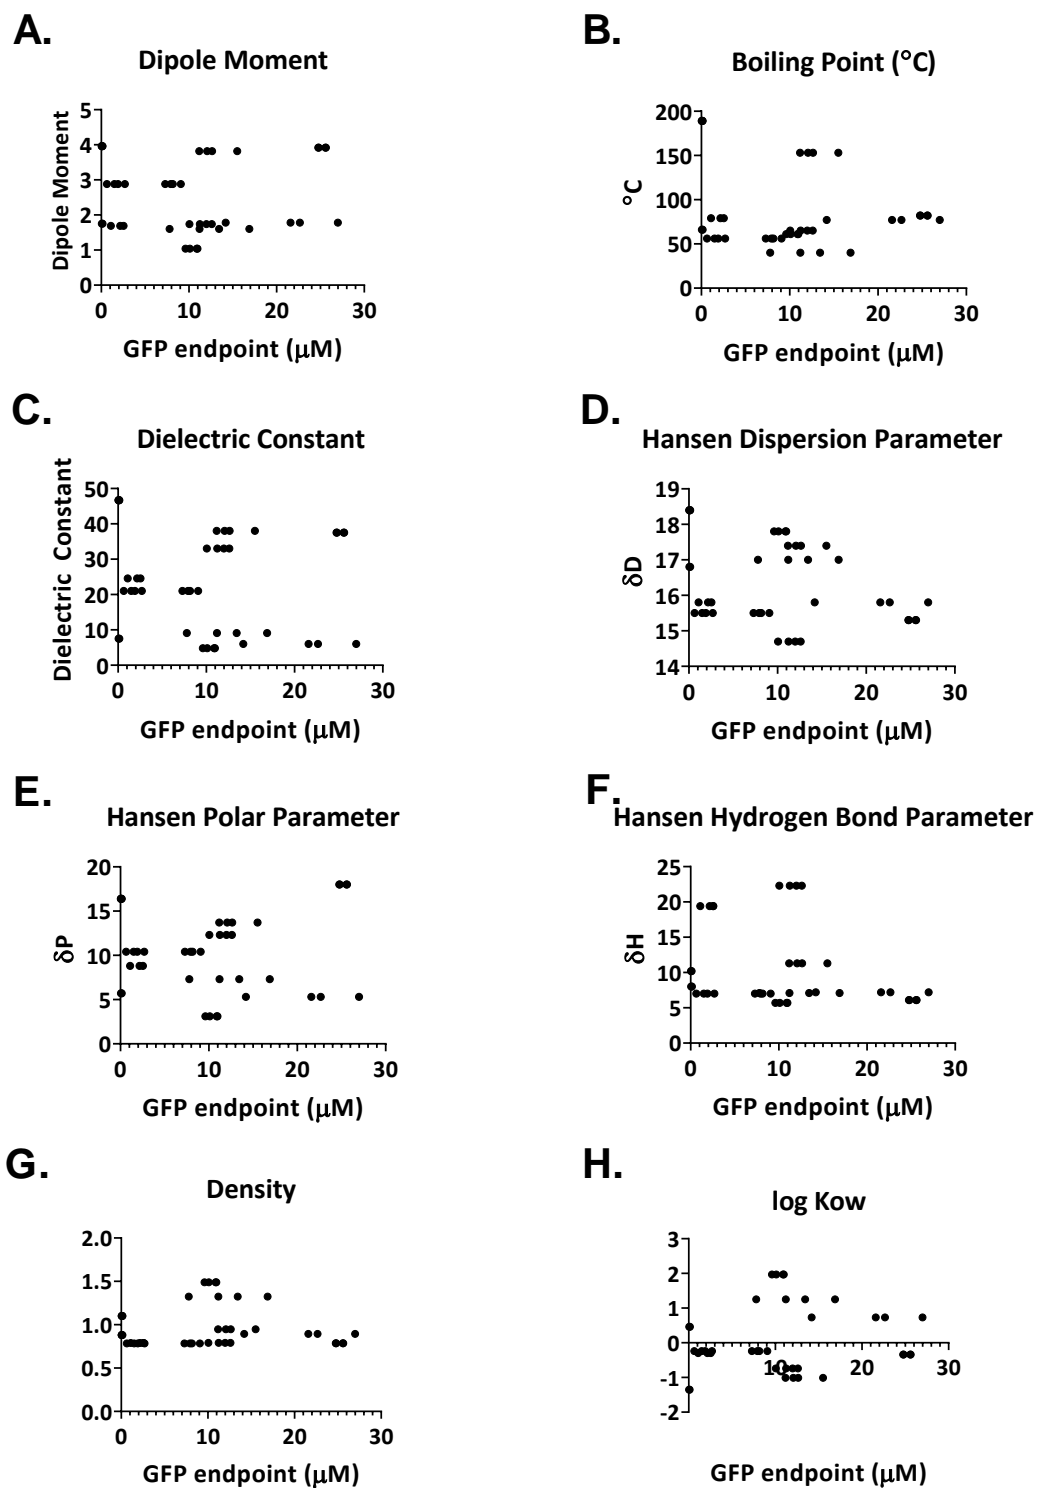 A.
Dipole Moment
Dipole Moment
5
4
3
2
1
0
0 10 20 30
GFP endpoint (μM)
B.
Boiling Point (°C)
°C
200
150
100
50
0
0 10 20 30
GFP endpoint (μM)
C.
Dielectric Constant
Dielectric Constant
50
40
30
20
10
0
0 10 20 30
GFP endpoint (μM)
D.
Hansen Dispersion Parameter
δD
19
18
17
16
15
14
0 10 20 30
GFP endpoint (μM)
E.
Hansen Polar Parameter
δP
20
15
10
5
0
0 10 20 30
GFP endpoint (μM)
F.
Hansen Hydrogen Bond Parameter
δH
25
20
15
10
5
0
0 10 20 30
GFP endpoint (μM)
G.
Density
2.0
1.5
1.0
0.5
0.0
0 10 20 30
GFP endpoint (μM)
H.
log Kow
3
2
1
0
-1
-2
10 20 30
GFP endpoint (μM)